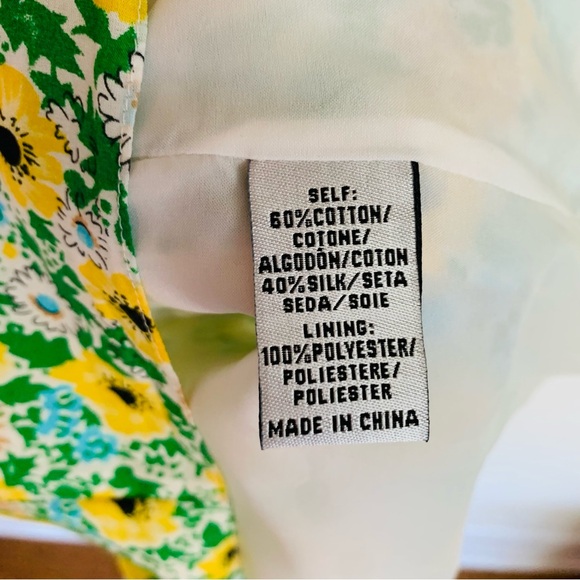 SELF:
60%COTTON/
COTONE/
ALGODÓN/COTON
40%SILK/SETA
SEDA/SOIE
LINING:
100%POLYESTER/
POLIESTERE/
POLIESTER
MADE IN CHINA